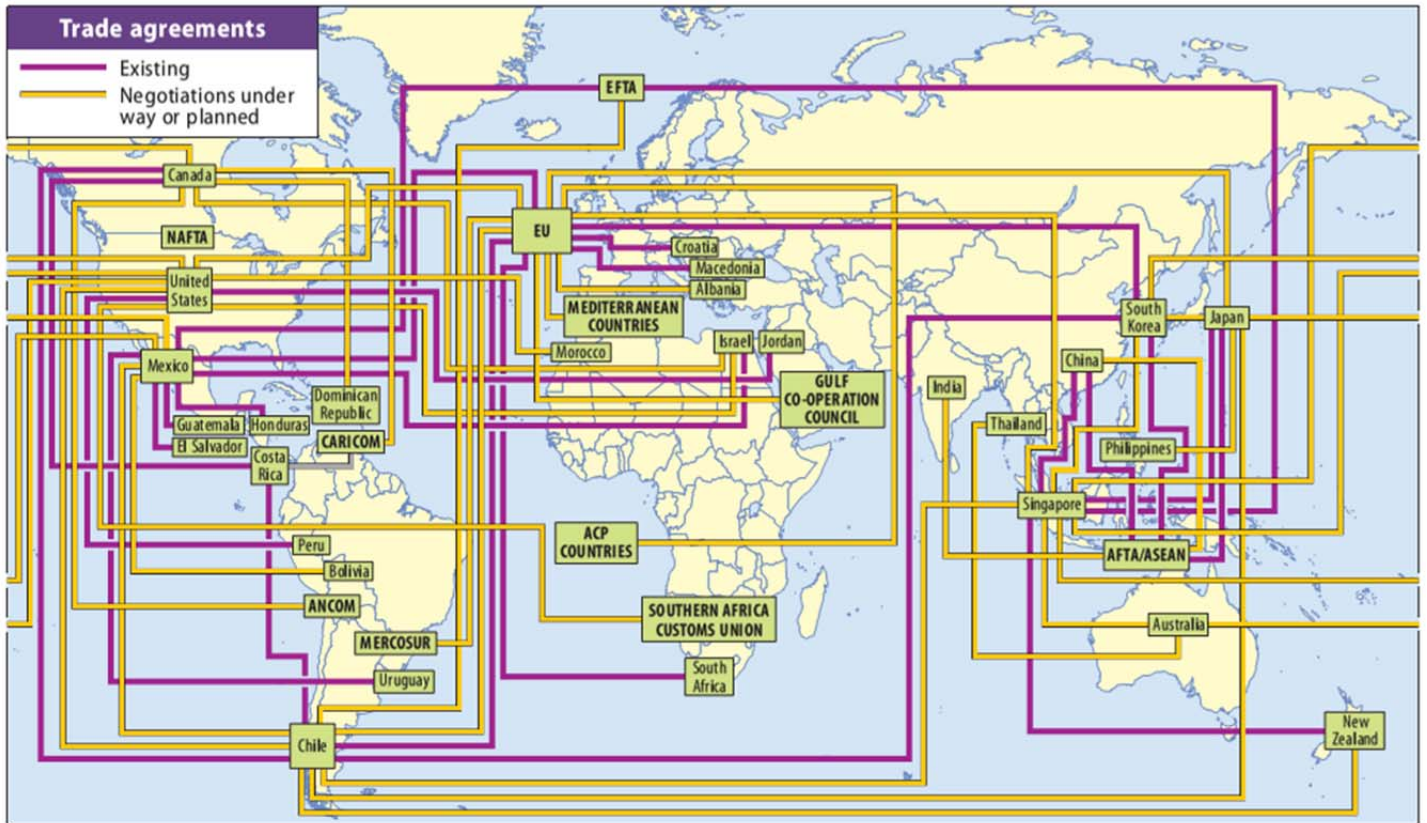 Trade agreements
Existing
Negotiations under
way or planned
EFTA
Canada
NAFTA
EU
Croatia
Macedonia
Albania
United
States
MEDITERRANEAN
COUNTRIES
South
Korea
Japan
Morocco
Israel
Jordan
Mexico
China
GULF
CO-OPERATION
COUNCIL
India
Dominican
Republic
Guatemala
Honduras
Thailand
CARICOM
El Salvador
Philippines
Costa
Rica
Singapore
ACP
COUNTRIES
Peru
AFTA/ASEAN
Bolivia
ANCOM
SOUTHERN AFRICA
CUSTOMS UNION
Australia
MERCOSUR
Uruguay
South
Africa
Chile
New
Zealand